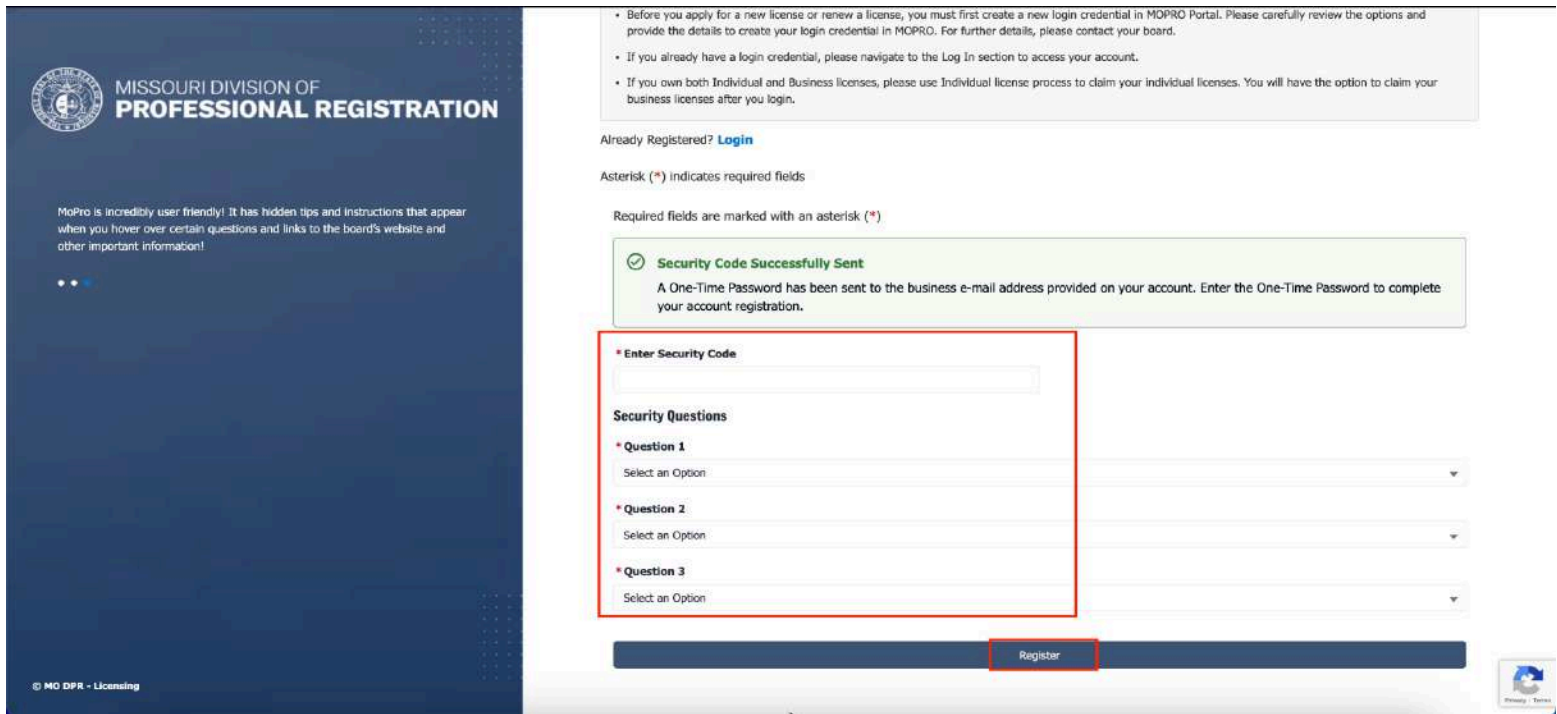 MISSOURI DIVISION OF
PROFESSIONAL REGISTRATION
MoPro is incredibly user friendly! It has hidden tips and instructions that appear
when you hover over certain questions and links to the board's website and
other important information!
© MO DPR - Licensing
• Before you apply for a new license or renew a license, you must first create a new login credential in MOPRO Portal. Please carefully review the options and
provide the details to create your login credential in MOPRO. For further details, please contact your board.
• If you already have a login credential, please navigate to the Log In section to access your account.
• If you own both Individual and Business licenses, please use Individual license process to claim your individual licenses. You will have the option to claim your
business licenses after you login.
Already Registered? Login
Asterisk (*) indicates required fields
Required fields are marked with an asterisk (*)
Security Code Successfully Sent
A One-Time Password has been sent to the business e-mail address provided on your account. Enter the One-Time Password to complete
your account registration.
* Enter Security Code
Security Questions
* Question 1
Select an Option
* Question 2
Select an Option
* Question 3
Select an Option
Register
Privacy - Terms